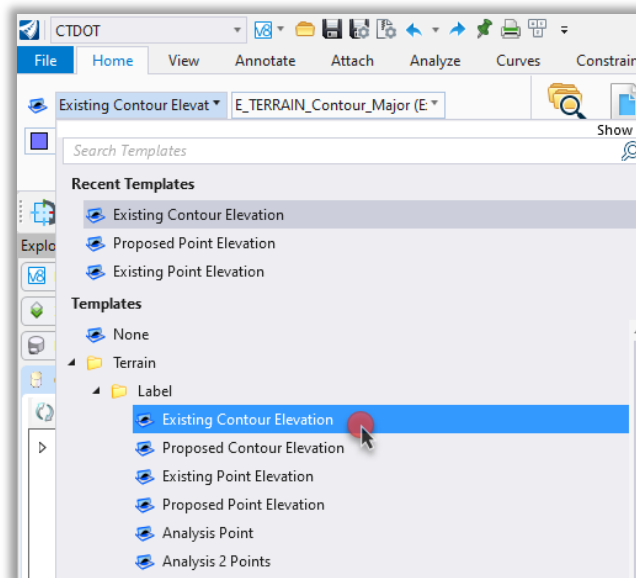 CTDOT
File Home View Annotate Attach Analyze Curves Constrain
Existing Contour Elevat E_TERRAIN_Contour_Major (E:
Show
Search Templates
Recent Templates
Existing Contour Elevation
Proposed Point Elevation
Explo
Existing Point Elevation
Templates
None
Terrain
Label
Existing Contour Elevation
Proposed Contour Elevation
Existing Point Elevation
Proposed Point Elevation
Analysis Point
Analysis 2 Points